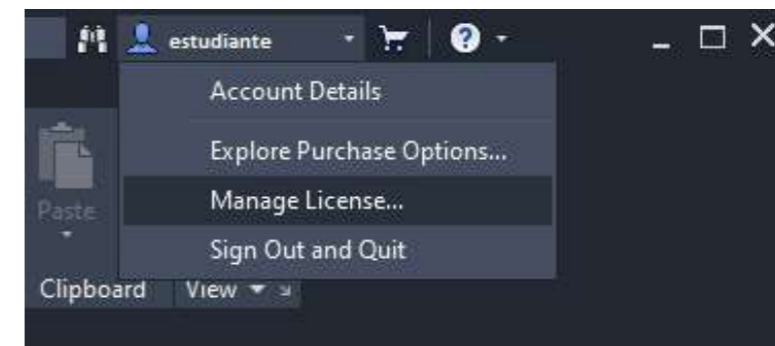 estudiante
Account Details
Explore Purchase Options...
Manage License...
Sign Out and Quit
Paste
Clipboard View